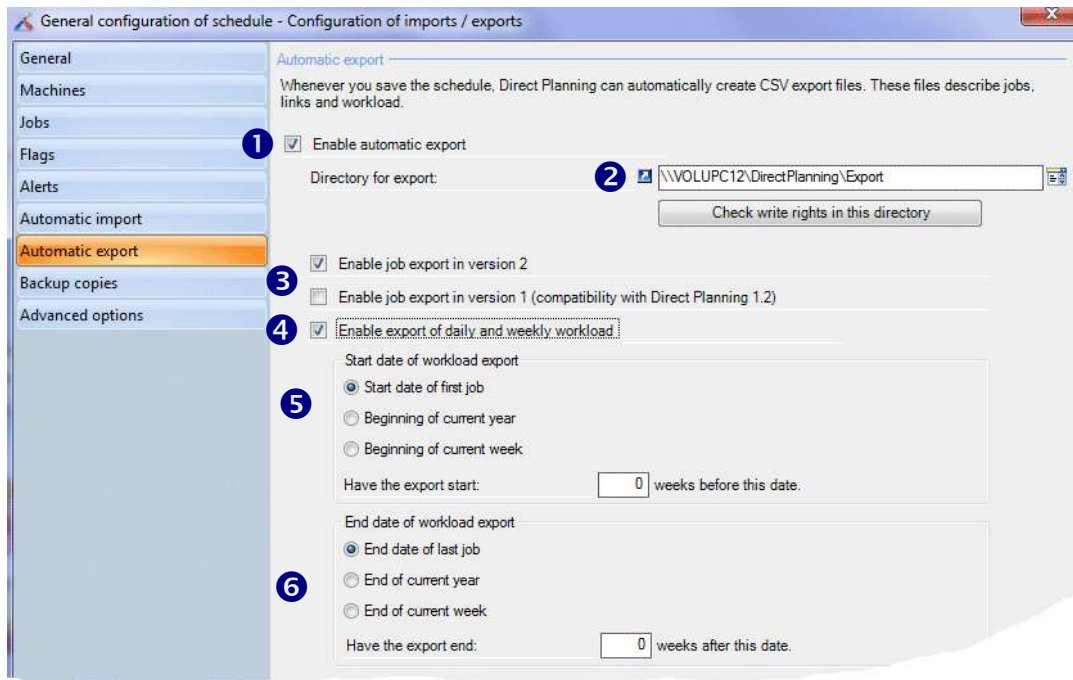 General configuration of schedule - Configuration of imports / exports
General
Machines
Jobs
Flags
Alerts
Automatic import
Automatic export
Backup copies
Advanced options
Automatic export
Whenever you save the schedule, Direct Planning can automatically create CSV export files. These files describe jobs,
links and workload.
❶ Enable automatic export
Directory for export: ❷ \\VOLUPC12\DirectPlanning\Export
Check write rights in this directory
Enable job export in version 2
❸
Enable job export in version 1 (compatibility with Direct Planning 1.2)
❹ Enable export of daily and weekly workload
Start date of workload export
Start date of first job
❺
Beginning of current year
Beginning of current week
Have the export start: 0 weeks before this date.
End date of workload export
End date of last job
❻ End of current year
End of current week
Have the export end: 0 weeks after this date.